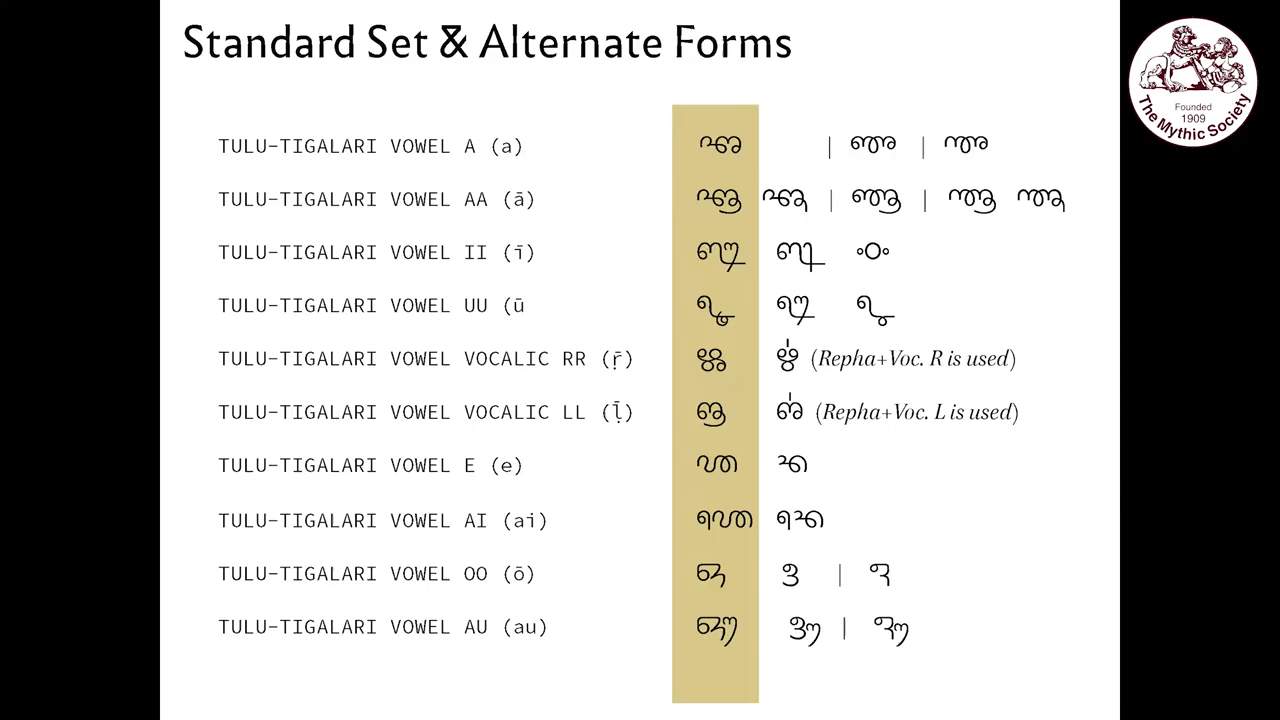 Standard Set & Alternate Forms
Founded
1909
The Mythic Society
TULU-TIGALARI VOWEL A (a) | |
TULU-TIGALARI VOWEL AA (ā) | |
TULU-TIGALARI VOWEL II (ī)
TULU-TIGALARI VOWEL UU (ū
TULU-TIGALARI VOWEL VOCALIC RR (ṝ) (Repha+Voc. R is used)
TULU-TIGALARI VOWEL VOCALIC LL (ḹ) (Repha+Voc. L is used)
TULU-TIGALARI VOWEL E (e)
TULU-TIGALARI VOWEL AI (ai)
TULU-TIGALARI VOWEL OO (ō) |
TULU-TIGALARI VOWEL AU (au) |